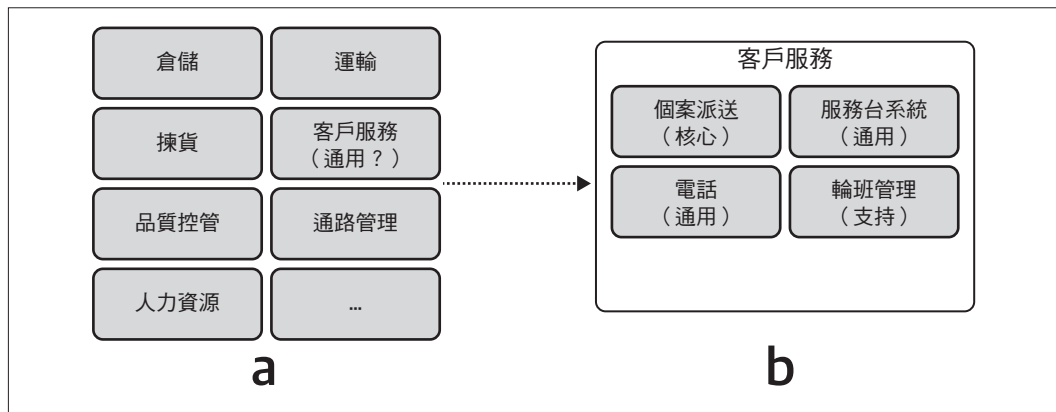 倉儲
運輸
揀貨
客戶服務
（通用？）
品質控管
通路管理
人力資源
...
a
客戶服務
個案派送
（核心）
服務台系統
（通用）
電話
（通用）
輪班管理
（支持）
b